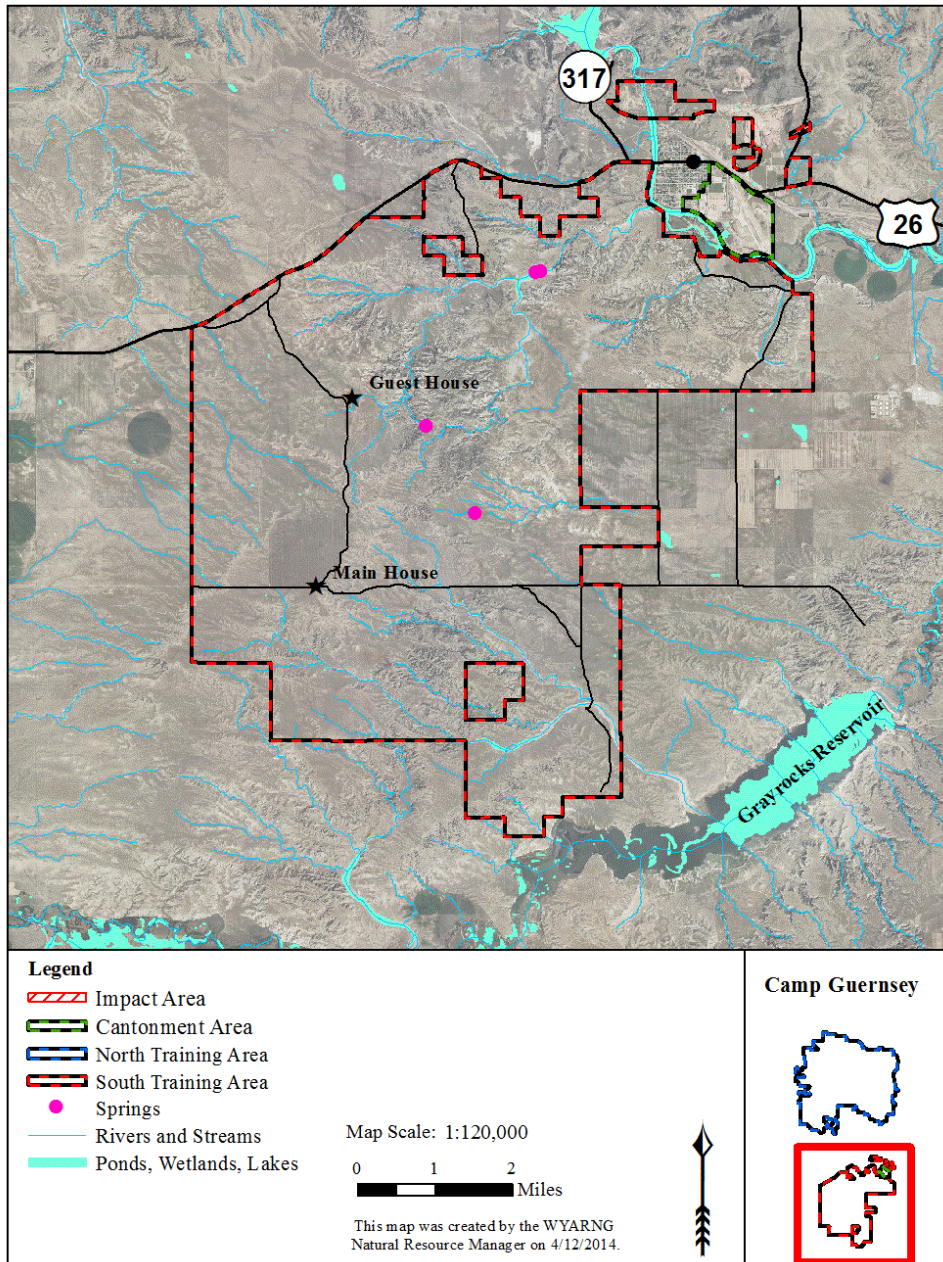 317
26
Guest House
Main House
Grayrocks Reservoir
Legend
Impact Area
Cantonment Area
North Training Area
South Training Area
Springs
Rivers and Streams
Ponds, Wetlands, Lakes
Map Scale: 1:120,000
0 1 2
Miles
This map was created by the WYARNG
Natural Resource Manager on 4/12/2014.
Camp Guernsey